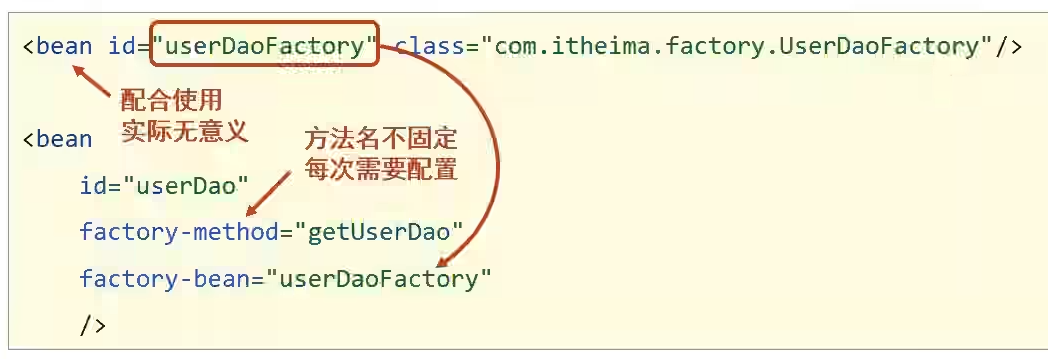 <bean id="userDaoFactory" class="com.itheima.factory.UserDaoFactory"/>
配合使用
实际无意义
<bean
方法名不固定
每次需要配置
id="userDao"
factory-method="getUserDao"
factory-bean="userDaoFactory"
/>